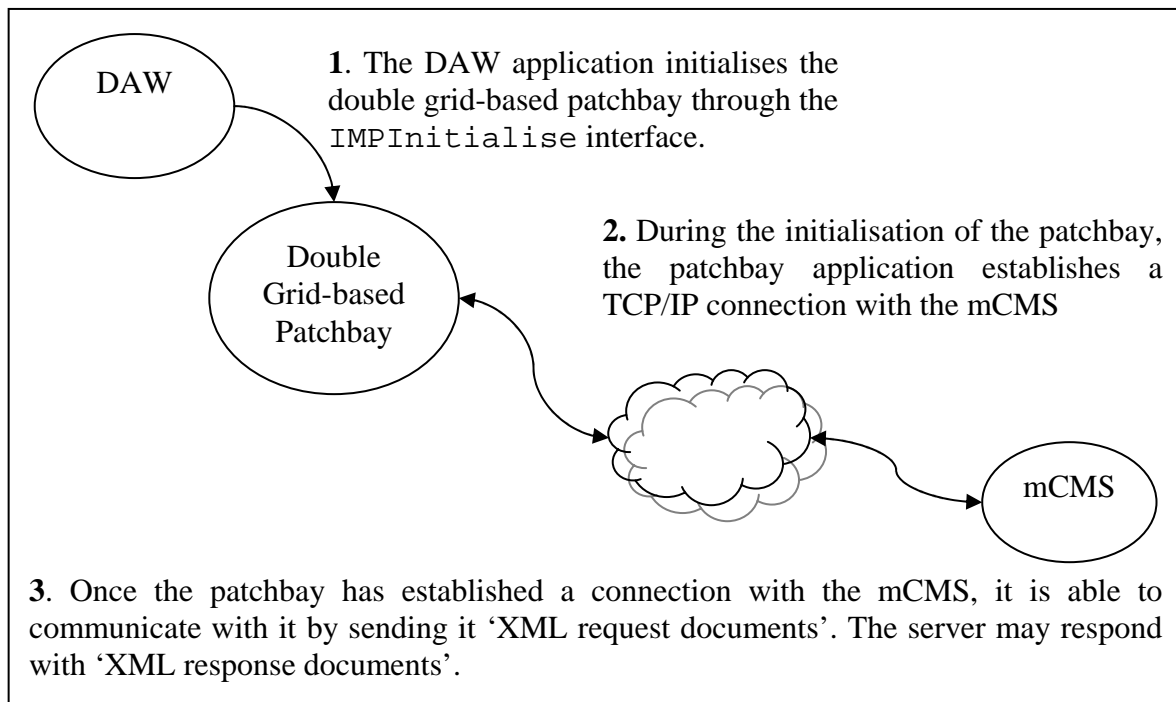 DAW
1. The DAW application initialises the
double grid-based patchbay through the
IMPInitialise interface.
Double
Grid-based
Patchbay
2. During the initialisation of the patchbay,
the patchbay application establishes a
TCP/IP connection with the mCMS
mCMS
3. Once the patchbay has established a connection with the mCMS, it is able to
communicate with it by sending it ‘XML request documents’. The server may respond
with ‘XML response documents’.